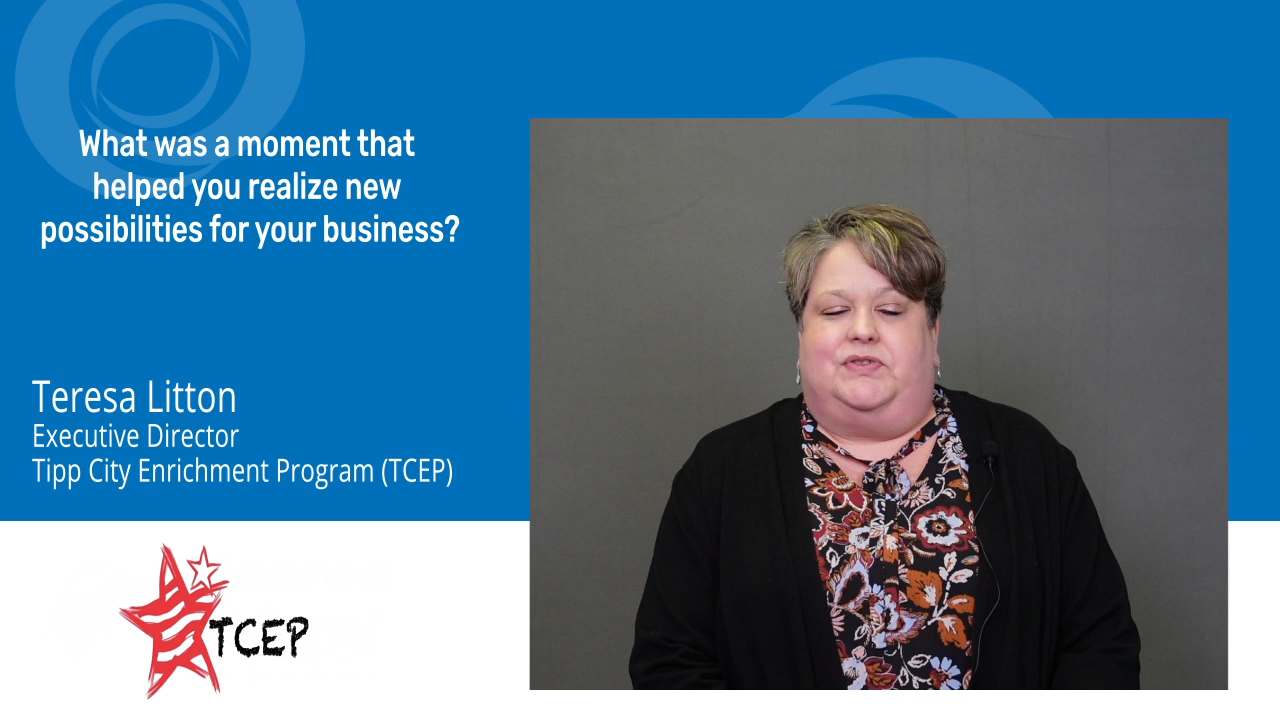 What was a moment that
helped you realize new
possibilities for your business?
Teresa Litton
Executive Director
Tipp City Enrichment Program (TCEP)
TCEP